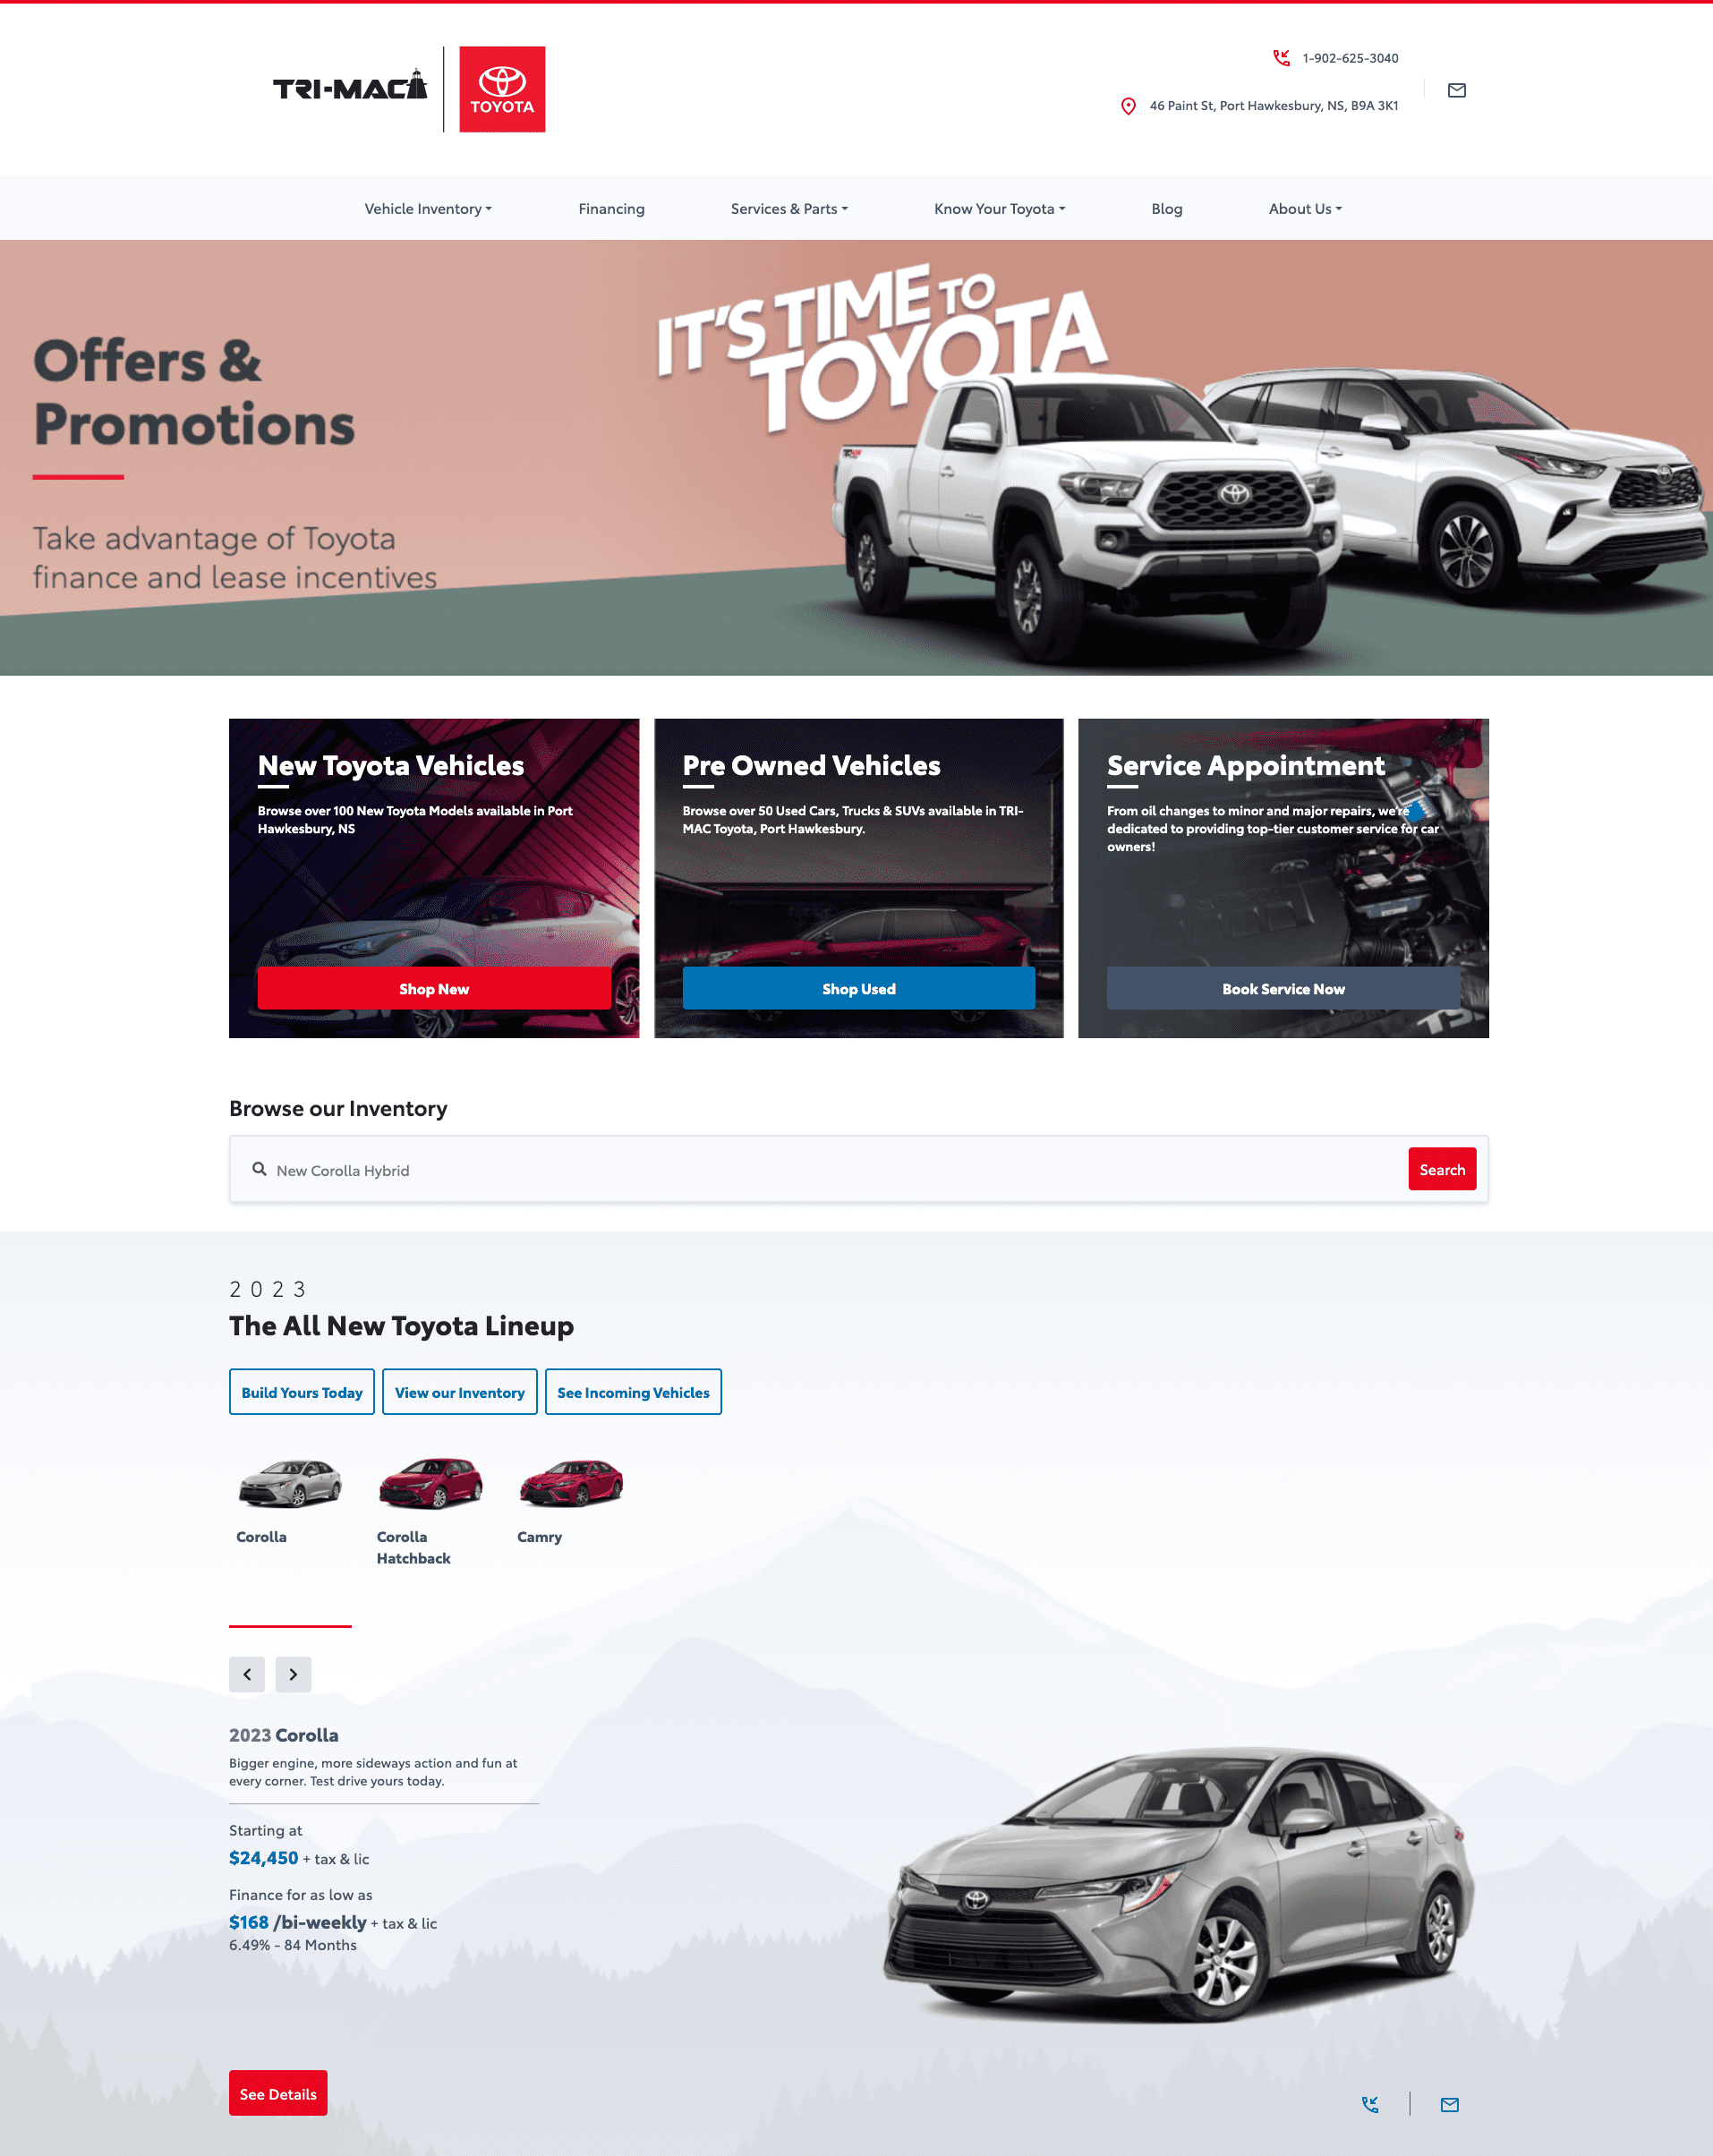 TRI-MAC
TOYOTA
1-902-625-3040
46 Paint St, Port Hawkesbury, NS, B9A 3K1
Vehicle Inventory
Financing
Services & Parts
Know Your Toyota
Blog
About Us
Offers &
Promotions
Take advantage of Toyota
finance and lease incentives
IT'S TIME TO
TOYOTA
New Toyota Vehicles
Browse over 100 New Toyota Models available in Port
Hawkesbury, NS
Shop New
Pre Owned Vehicles
Browse over 50 Used Cars, Trucks & SUVs available in TRI-
MAC Toyota, Port Hawkesbury.
Shop Used
Service Appointment
From oil changes to minor and major repairs, we're
dedicated to providing top-tier customer service for car
owners!
Book Service Now
Browse our Inventory
New Corolla Hybrid
Search
2023
The All New Toyota Lineup
Build Yours Today
View our Inventory
See Incoming Vehicles
Corolla
Corolla
Hatchback
Camry
2023 Corolla
Bigger engine, more sideways action and fun at
every corner. Test drive yours today.
Starting at
$24,450 + tax & lic
Finance for as low as
$168 /bi-weekly + tax & lic
6.49% - 84 Months
See Details